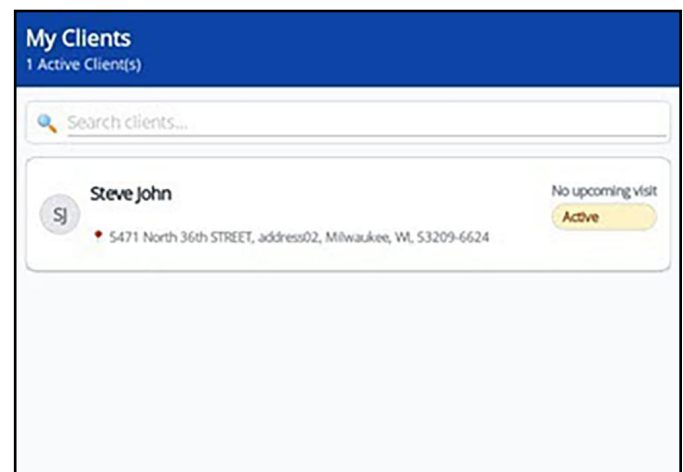 My Clients
1 Active Client(s)
Search clients...
Steve John
No upcoming visit
SJ
Active
5471 North 36th STREET, address02, Milwaukee, WI, 53209-6624